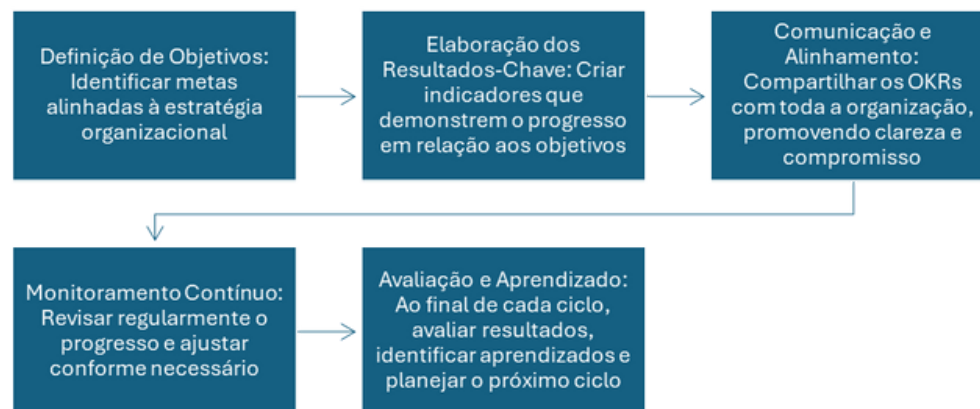 Definição de Objetivos:
Identificar metas
alinhadas à estratégia
organizacional
Elaboração dos
Resultados-Chave: Criar
indicadores que
demonstrem o progresso
em relação aos objetivos
Comunicação e
Alinhamento:
Compartilhar os OKRs
com toda a organização,
promovendo clareza e
compromisso
Monitoramento Contínuo:
Revisar regularmente o
progresso e ajustar
conforme necessário
Avaliação e Aprendizado:
Ao final de cada ciclo,
avaliar resultados,
identificar aprendizados e
planejar o próximo ciclo